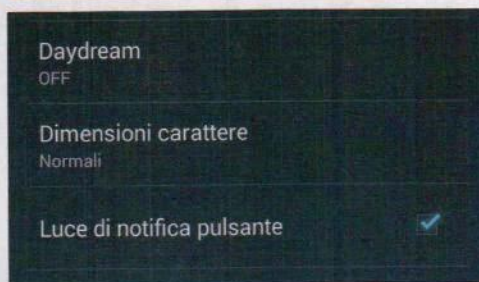 Daydream
OFF
Dimensioni carattere
Normali
Luce di notifica pulsante